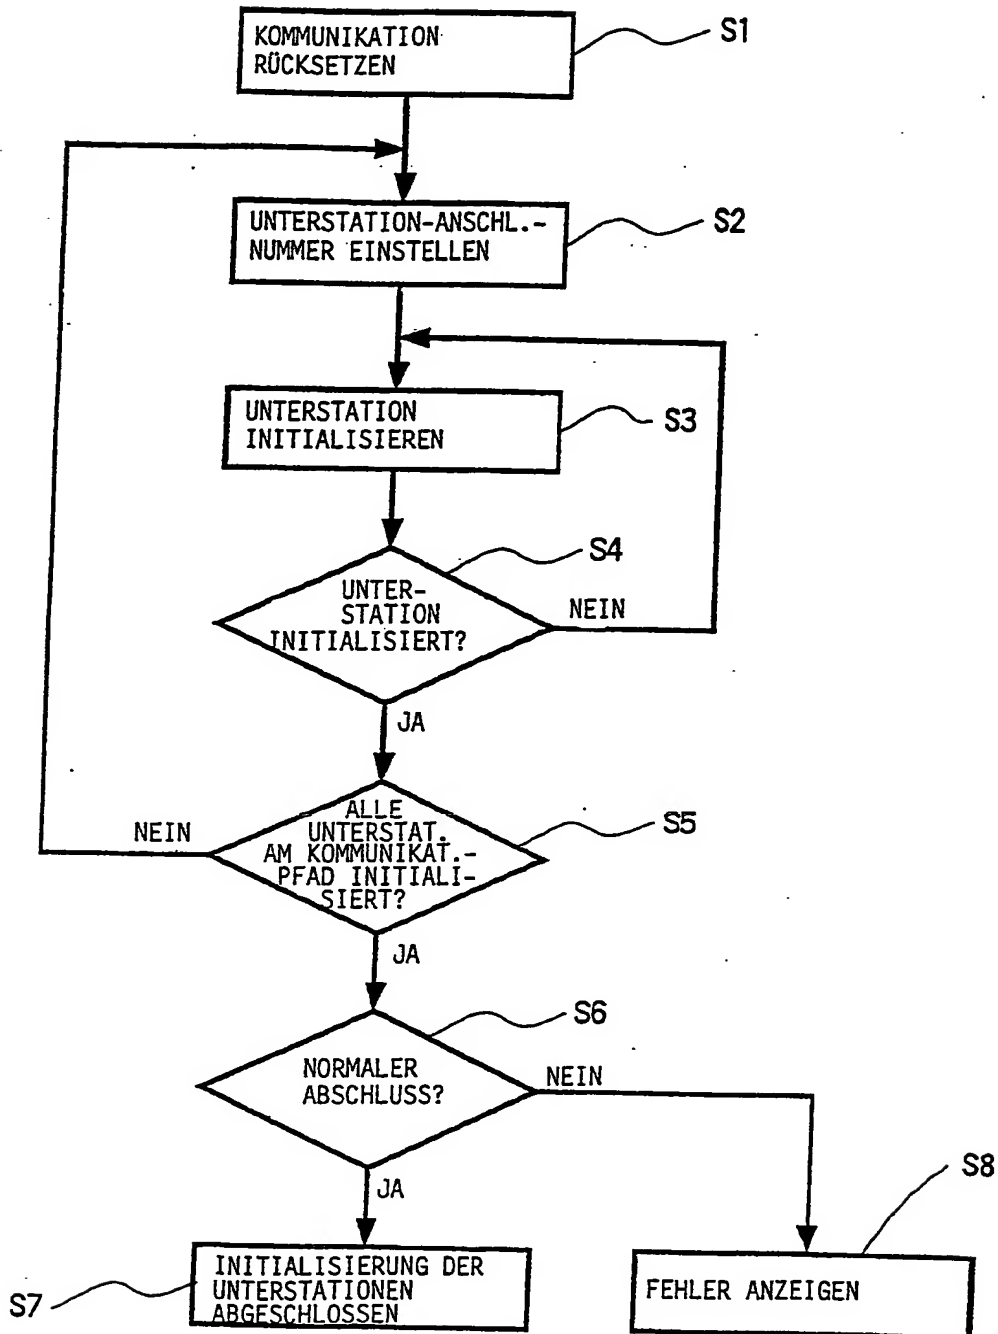 KOMMUNIKATION
RÜCKSETZEN
S1
UNTERSTATION-ANSCHL.-
NUMMER EINSTELLEN
S2
UNTERSTATION
INITIALISIEREN
S3
S4
UNTER-
STATION
INITIALISIERT?
NEIN
JA
ALLE
UNTERSTAT.
AM KOMMUNIKAT.-
PFAD INITIALI-
SIERT?
S5
NEIN
JA
S6
NORMALER
ABSCHLUSS?
NEIN
JA
S8
INITIALISIERUNG DER
UNTERSTATIONEN
ABGESCHLOSSEN
S7
FEHLER ANZEIGEN